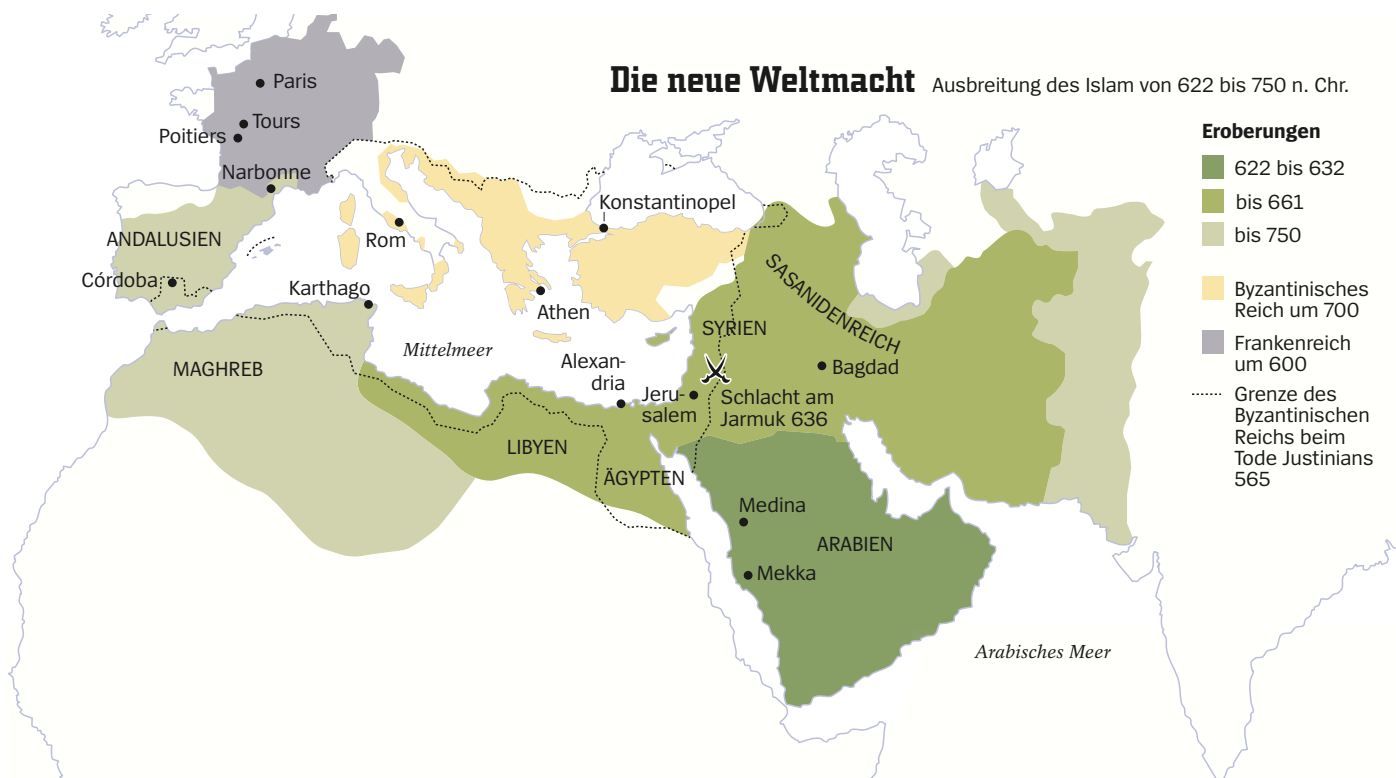 Die neue Weltmacht Ausbreitung des Islam von 622 bis 750 n. Chr.
Eroberungen
622 bis 632
bis 661
bis 750
Byzantinisches
Reich um 700
Frankenreich
um 600
Grenze des
Byzantinischen
Reichs beim
Tode Justinians
565
Paris
Tours
Poitiers
Narbonne
ANDALUSIEN
Córdoba
Rom
Konstantinopel
Karthago
Athen
MAGHREB
Mittelmeer
SYRIEN
SASANIDENREICH
Alexan-
dria
Jeru-
salem
Bagdad
Schlacht am
Jarmuk 636
LIBYEN
ÄGYPTEN
Medina
ARABIEN
Mekka
Arabisches Meer